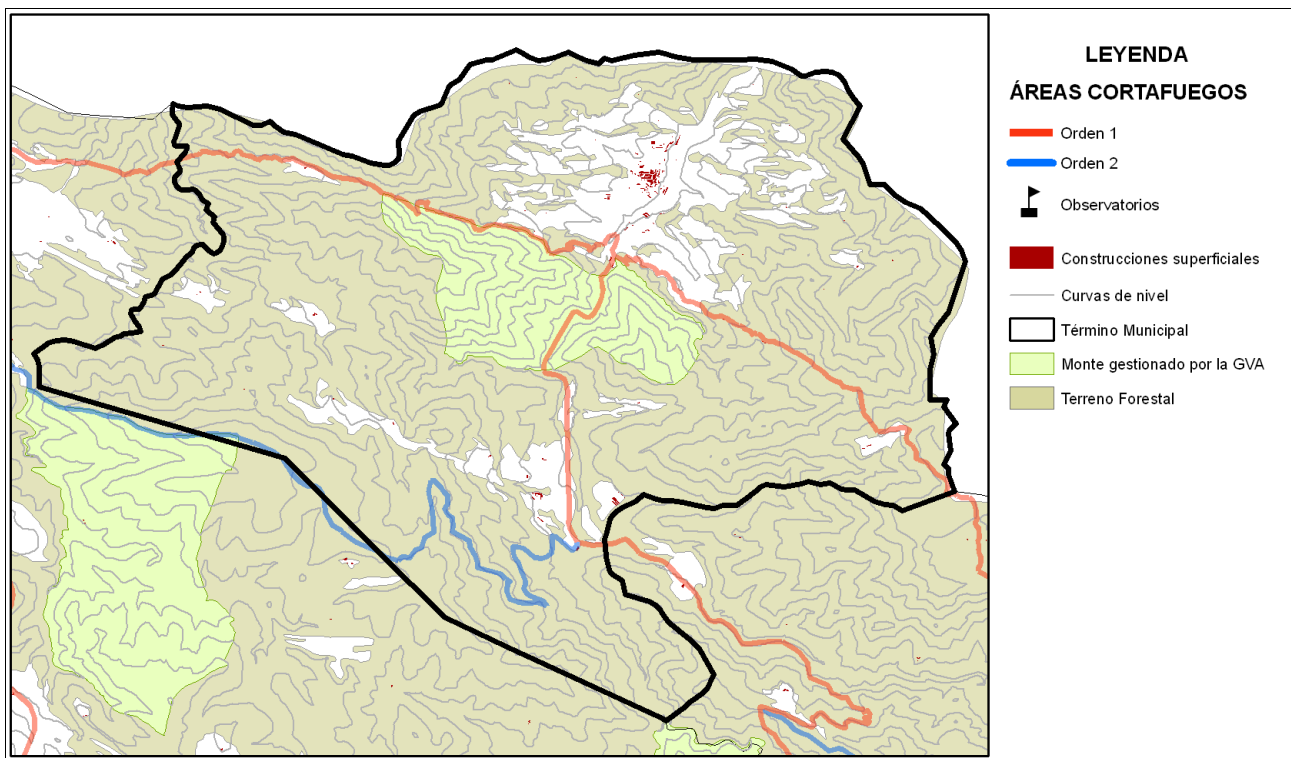 LEYENDA
ÁREAS CORTAFUEGOS
Orden 1
Orden 2
Observatorios
Construcciones superficiales
Curvas de nivel
Término Municipal
Monte gestionado por la GVA
Terreno Forestal